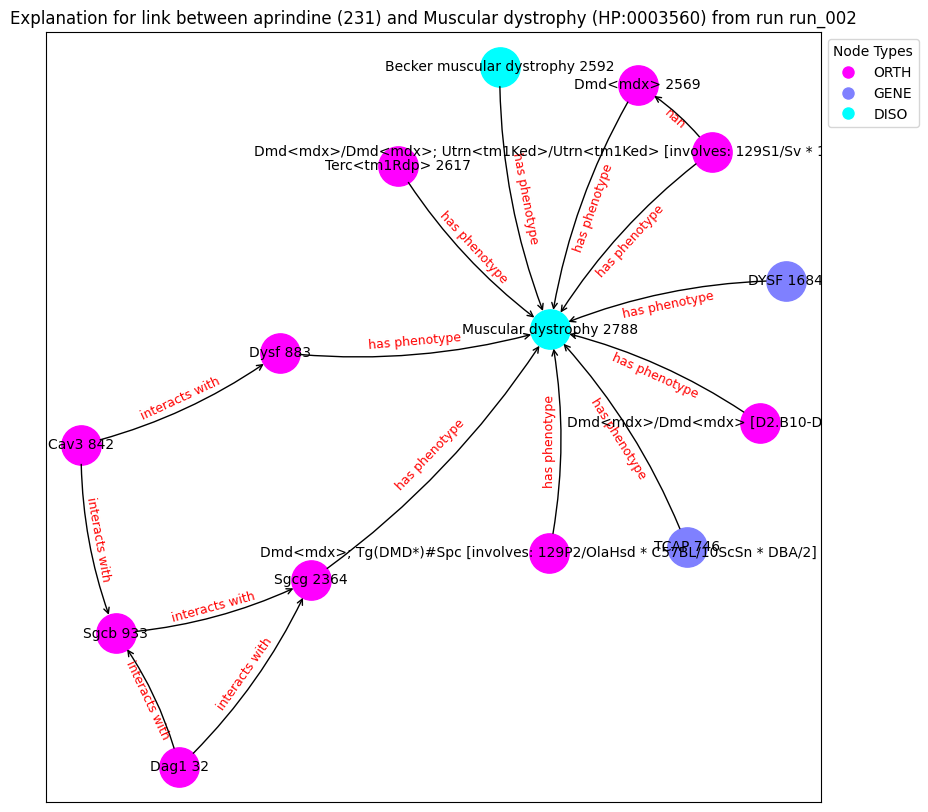 Explanation for link between aprindine (231) and Muscular dystrophy (HP:0003560) from run run_002
Node Types
ORTH
GENE
DISO
Becker muscular dystrophy 2592
Dmd<mdx> 2569
nan
Dmd<mdx>/Dmd<mdx>; Utrn<tm1Ked>/Utrn<tm1Ked> [involves: 129S1/Sv * 1
Terc<tm1Rdp> 2617
has phenotype
has phenotype
has phenotype
has phenotype
DYSF 1684
has phenotype
Muscular dystrophy 2788
has phenotype
Dysf 883
interacts with
has phenotype
Dmd<mdx>/Dmd<mdx> [D2.B10-D
has phenotype
has phenotype
has phenotype
Cav3 842
interacts with
TCAP 746
Dmd<mdx>; Tg(DMD*)#Spc [involves: 129P2/OlaHsd * C57BL/10ScSn * DBA/2]
Sgcg 2364
interacts with
Sgcb 933
interacts with
interacts with
Dag1 32